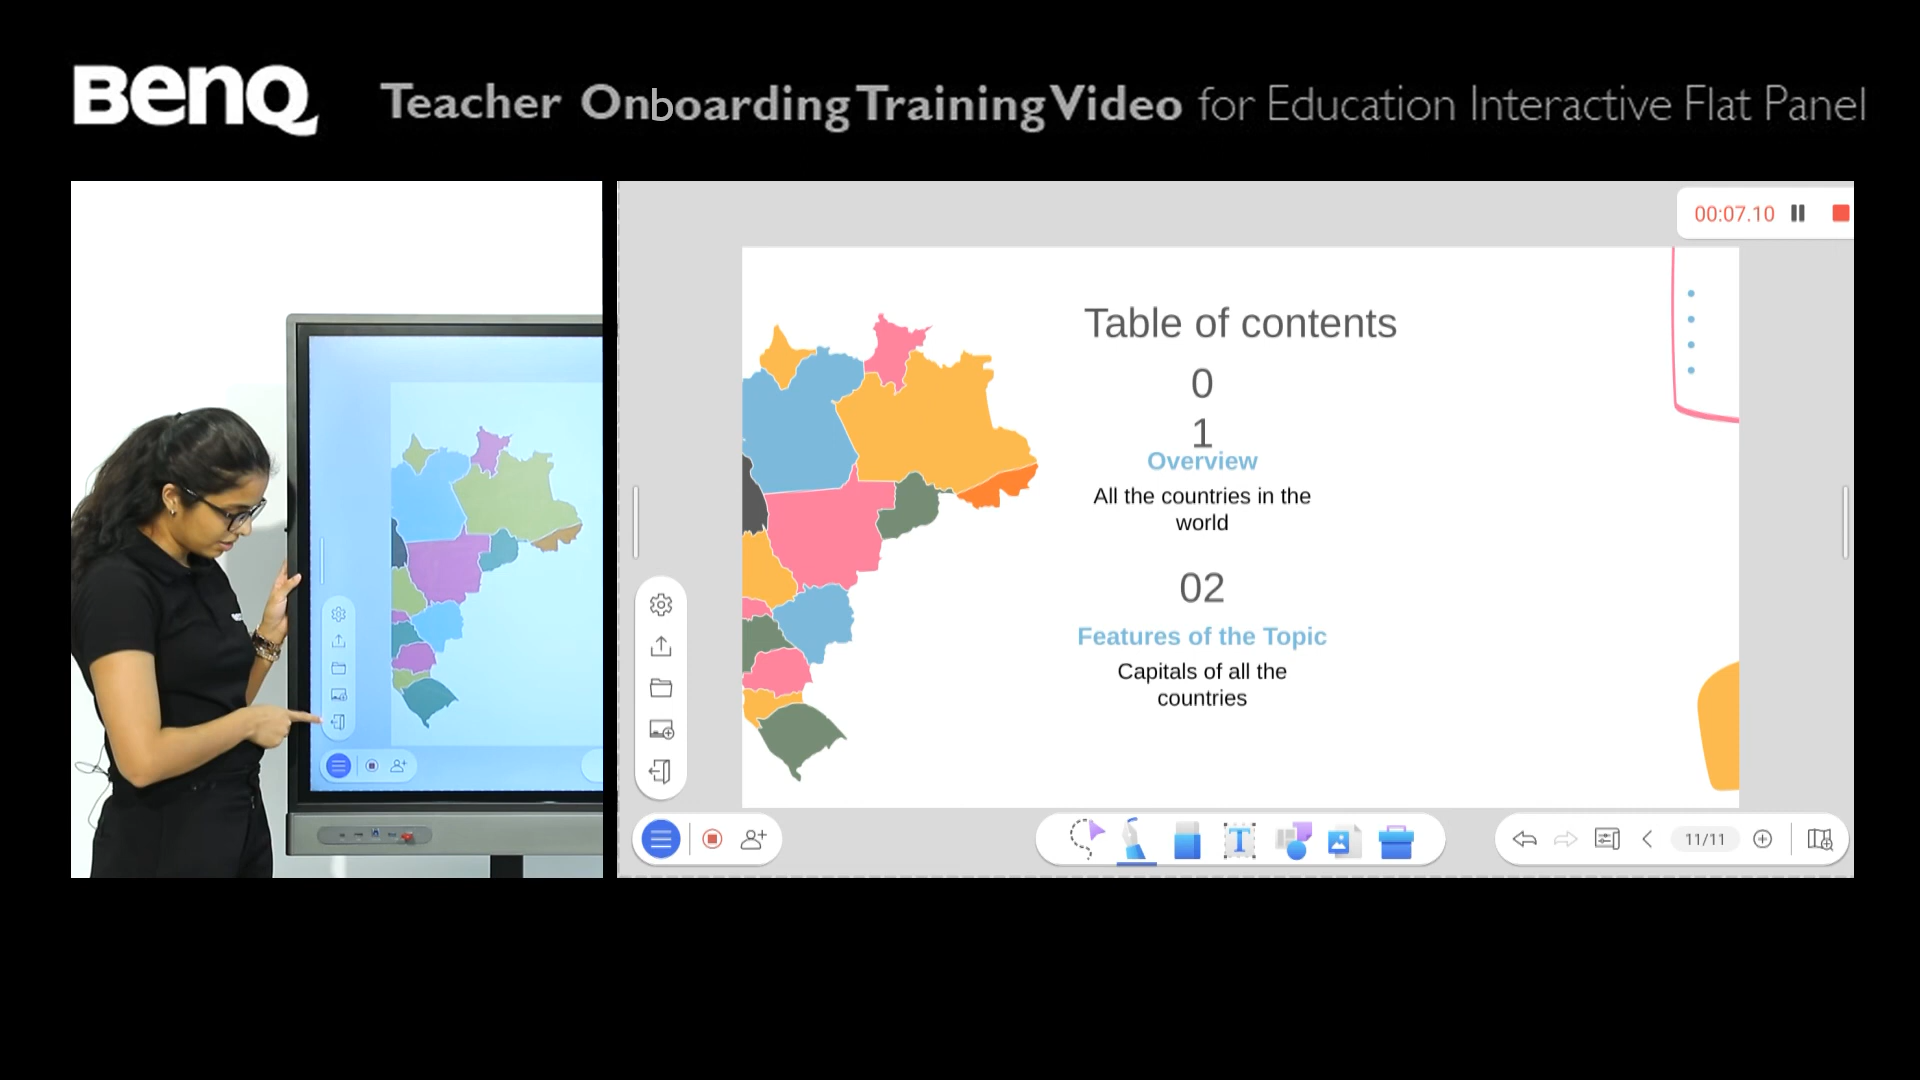 BenQ
Teacher Onboarding Training Video for Education Interactive Flat Panel
00:07.10
Table of contents
0
1
Overview
All the countries in the
world
02
Features of the Topic
Capitals of all the
countries
T
11/11